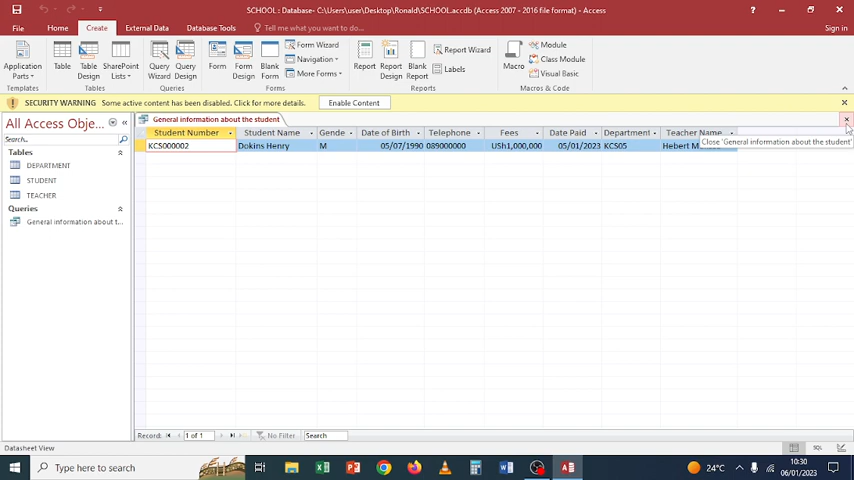 SCHOOL : Database- C:\Users\user\Desktop\Ronald\SCHOOL.accdb (Access 2007 - 2016 file format) - Access
File Home Create External Data Database Tools Tell me what you want to do... Sign in
Application Parts Table Table Design SharePoint Lists Query Wizard Query Design Form Form Design Blank Form Form Wizard Navigation More Forms Report Report Design Blank Report Report Wizard Labels Macro Module Class Module Visual Basic
Templates Tables Queries Forms Reports Macros & Code
SECURITY WARNING Some active content has been disabled. Click for more details. Enable Content
All Access Obje...
Search...
Tables
DEPARTMENT
STUDENT
TEACHER
Queries
General information about t...
General information about the student
Student Number Student Name Gende Date of Birth Telephone Fees Date Paid Department Teacher Name
KCS000002 Dokins Henry M 05/07/1990 089000000 USh1,000,000 05/01/2023 KCS05 Hebert M
Close 'General information about the student'
Record: 1 of 1 No Filter Search
Datasheet View SQL
Type here to search 24°C 10:30
06/01/2023